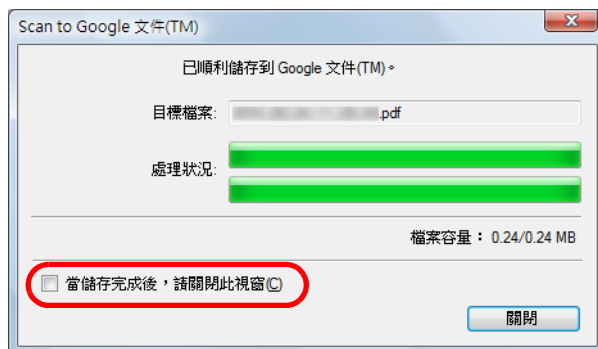 Scan to Google 文件(TM)
已順利儲存到 Google 文件(TM)。
目標檔案: .pdf
處理狀況:
檔案容量： 0.24/0.24 MB
當儲存完成後，請關閉此視窗(C)
關閉